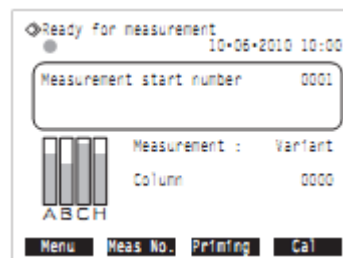 Ready for measurement
10•06•2010 10:00
Measurement start number 0001
Measurement : Variant
Column 0000
A B C H
Menu Meas No. Priming Cal